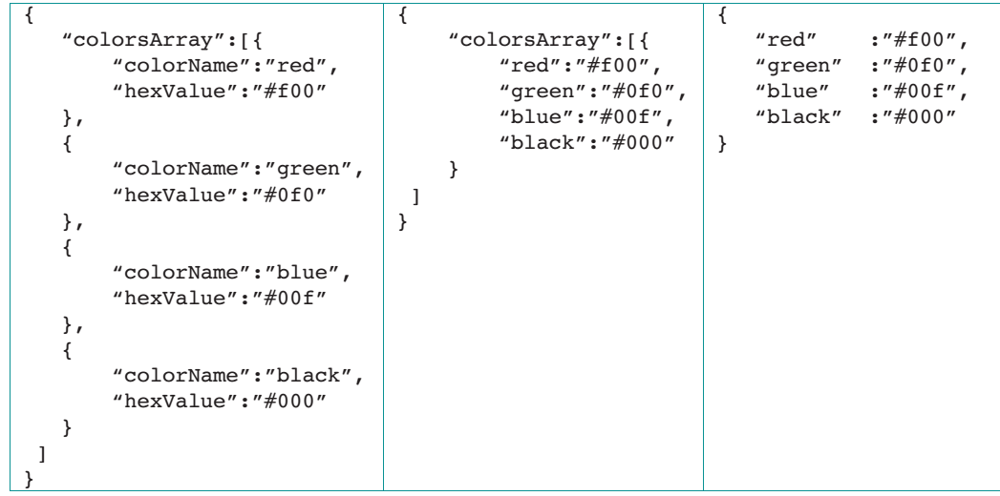 {
“colorsArray”:[{
“colorName”:”red”,
“hexValue”:”#f00”
},
{
“colorName”:”green”,
“hexValue”:”#0f0”
},
{
“colorName”:”blue”,
“hexValue”:”#00f”
},
{
“colorName”:”black”,
“hexValue”:”#000”
}
]
}
{
“colorsArray”:[{
“red”:”#f00”,
“green”:”#0f0”,
“blue”:”#00f”,
“black”:”#000”
}
]
}
{
“red” :”#f00”,
“green” :”#0f0”,
“blue” :”#00f”,
“black” :”#000”
}